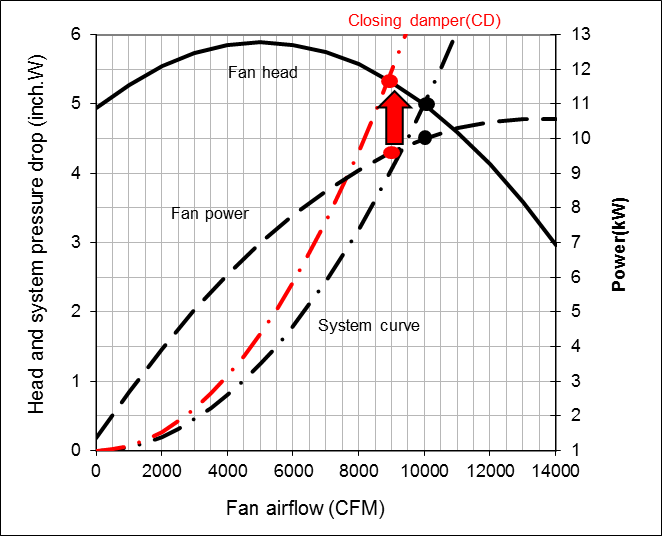 Closing damper(CD)
6
5
4
3
2
1
0
Head and system pressure drop (inch.W)
Fan head
Fan power
System curve
13
12
11
10
9
8
7
6
5
4
3
2
1
Power(kW)
0 2000 4000 6000 8000 10000 12000 14000
Fan airflow (CFM)